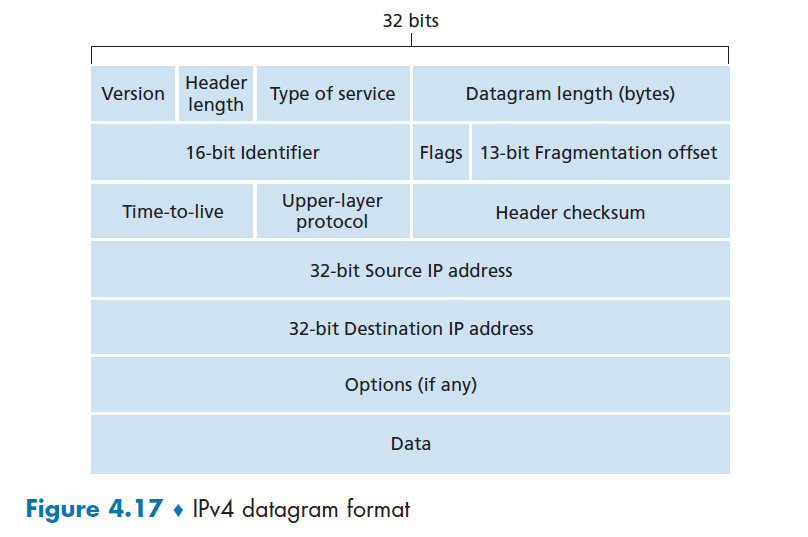 32 bits
Version
Header
length
Type of service
Datagram length (bytes)
16-bit Identifier
Flags
13-bit Fragmentation offset
Time-to-live
Upper-layer
protocol
Header checksum
32-bit Source IP address
32-bit Destination IP address
Options (if any)
Data
Figure 4.17 ♦ IPv4 datagram format